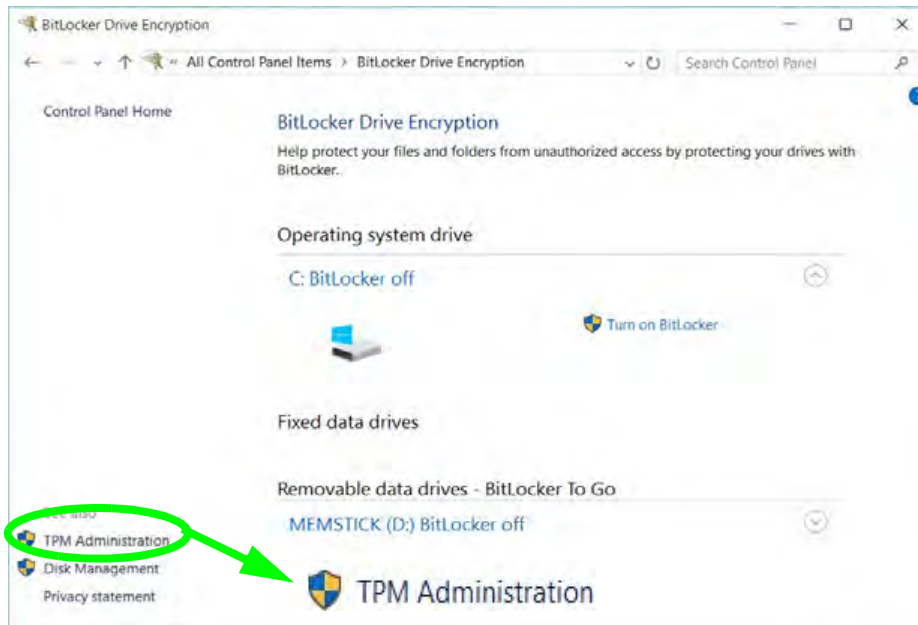 BitLocker Drive Encryption
« All Control Panel Items > BitLocker Drive Encryption
Search Control Panel
Control Panel Home
BitLocker Drive Encryption
Help protect your files and folders from unauthorized access by protecting your drives with
BitLocker.
Operating system drive
C: BitLocker off
Turn on BitLocker
Fixed data drives
Removable data drives - BitLocker To Go
MEMSTICK (D:) BitLocker off
See also
TPM Administration
Disk Management
Privacy statement
TPM Administration